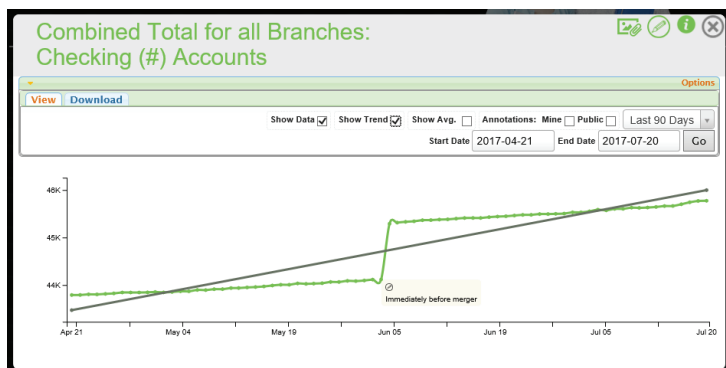 Combined Total for all Branches:
Checking (#) Accounts
Options
View Download
Show Data Show Trend Show Avg. Annotations: Mine Public Last 90 Days
Start Date 2017-04-21 End Date 2017-07-20 Go
46K
45K
44K
Immediately before merger
Apr 21 May 04 May 19 Jun 05 Jun 19 Jul 05 Jul 20